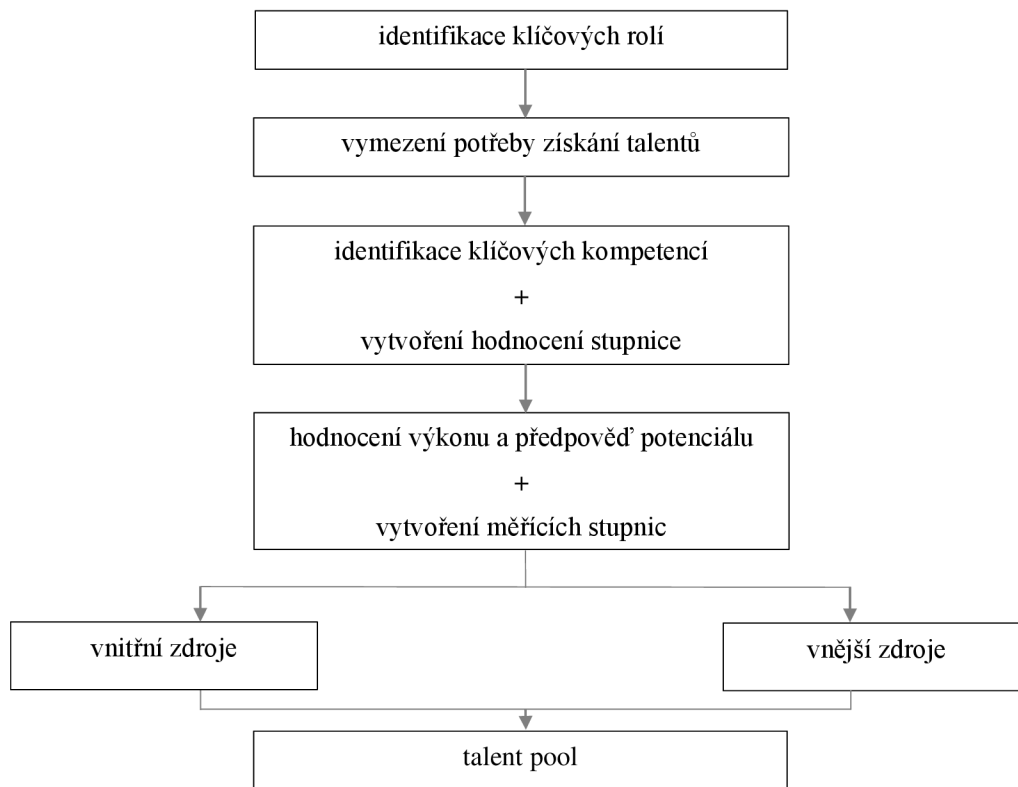 identifikace klíčových rolí
vymezení potřeby získání talentů
identifikace klíčových kompetencí
+
vytvoření hodnocení stupnice
hodnocení výkonu a předpověď potenciálu
+
vytvoření měřících stupnic
vnitřní zdroje
vnější zdroje
talent pool